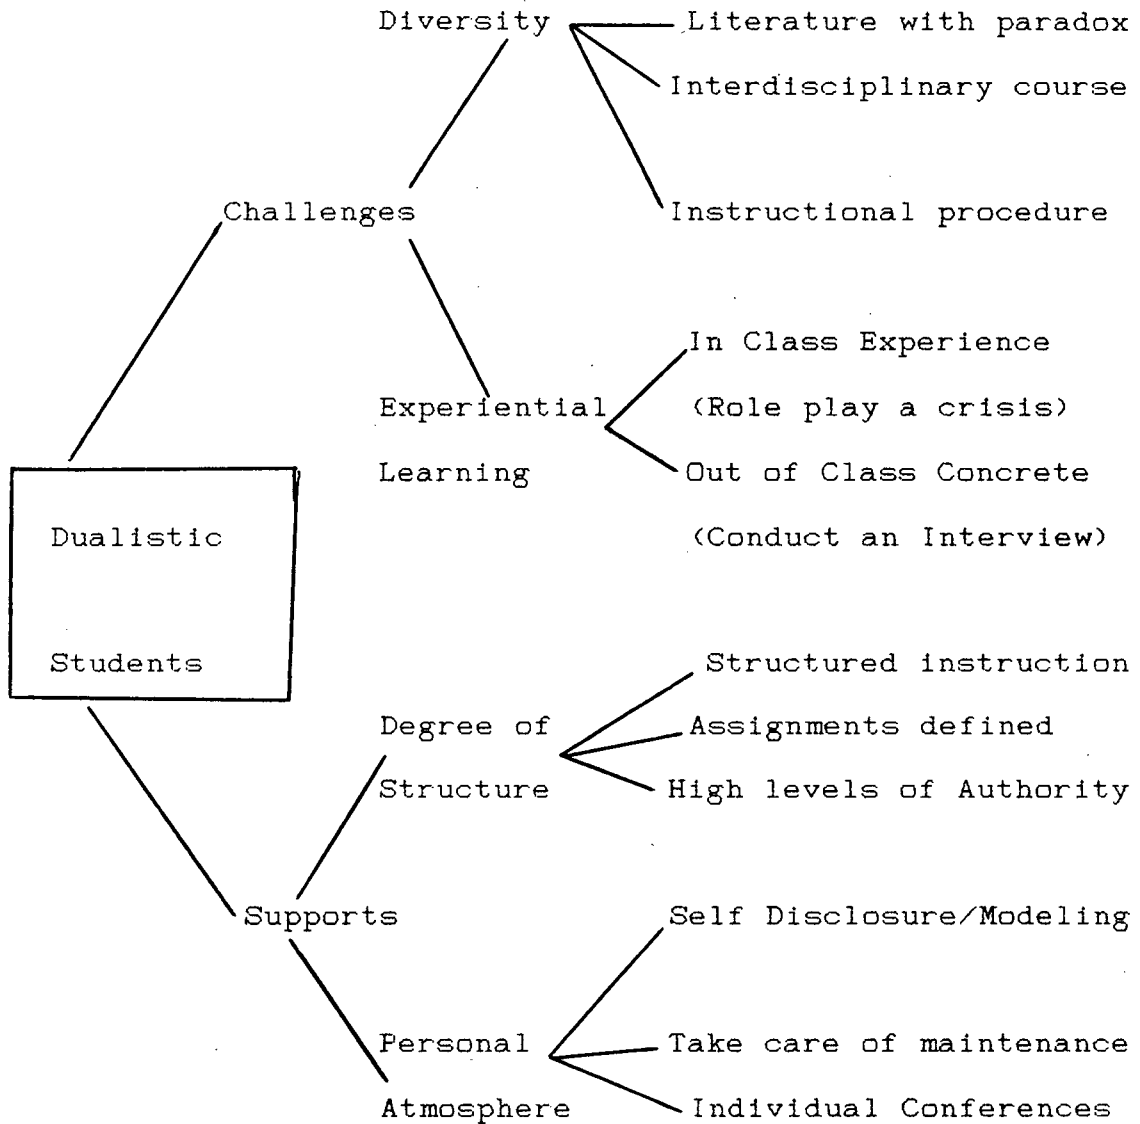 Diversity
Literature with paradox
Interdisciplinary course
Challenges
Instructional procedure
In Class Experience
Experiential
(Role play a crisis)
Learning
Out of Class Concrete
Dualistic
(Conduct an Interview)
Students
Structured instruction
Degree of
Assignments defined
Structure
High levels of Authority
Supports
Self Disclosure/Modeling
Personal
Take care of maintenance
Atmosphere
Individual Conferences